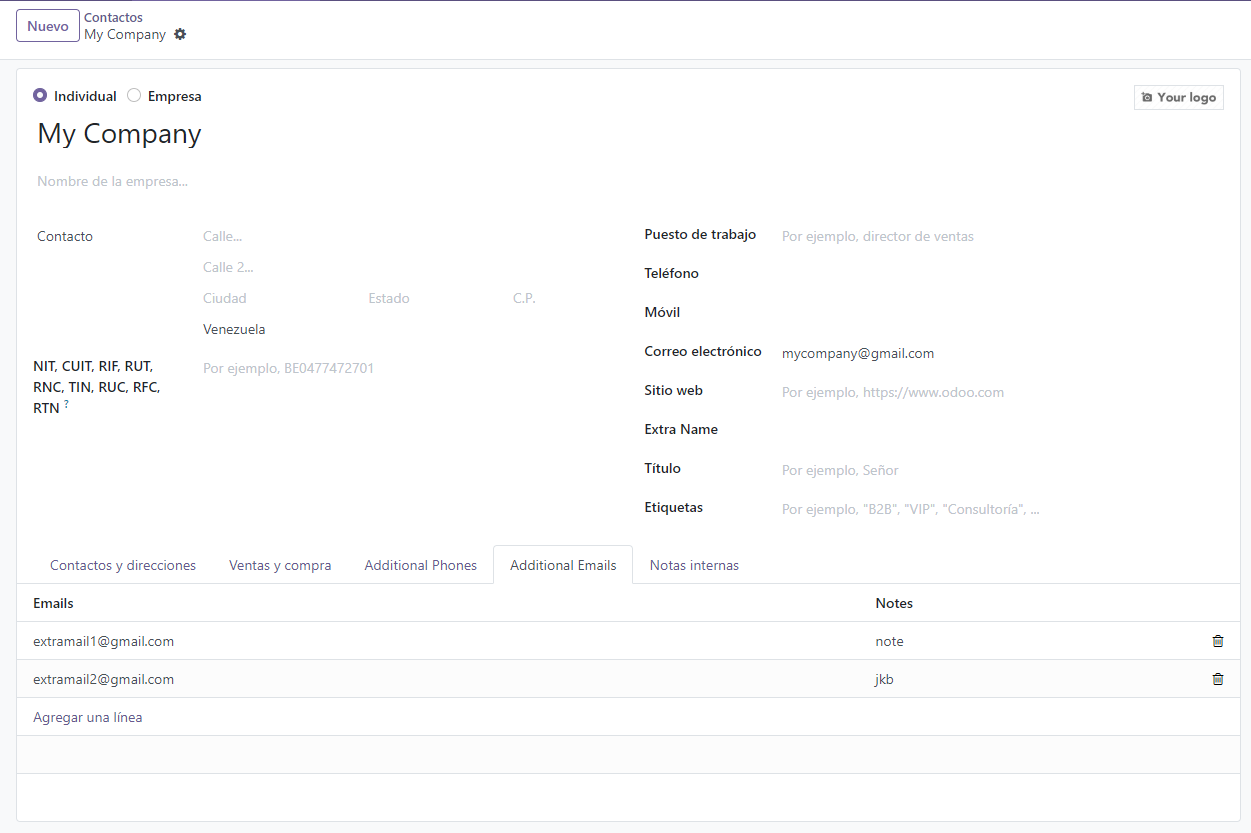 Nuevo
Contactos
My Company
Individual Empresa
Your logo
My Company
Nombre de la empresa...
Contacto
Calle...
Calle 2...
Ciudad Estado C.P.
Venezuela
NIT, CUIT, RIF, RUT,
RNC, TIN, RUC, RFC,
RTN ?
Por ejemplo, BE0477472701
Puesto de trabajo Por ejemplo, director de ventas
Teléfono
Móvil
Correo electrónico mycompany@gmail.com
Sitio web Por ejemplo, https://www.odoo.com
Extra Name
Título Por ejemplo, Señor
Etiquetas Por ejemplo, "B2B", "VIP", "Consultoría", ...
Contactos y direcciones Ventas y compra Additional Phones Additional Emails Notas internas
Emails Notes
extramail1@gmail.com note
extramail2@gmail.com jkb
Agregar una línea